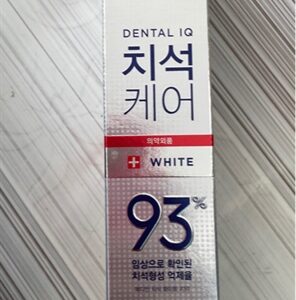 DENTAL IQ
치석
케어
의약외품
WHITE
93%
임상으로 확인된
치석형성 억제율